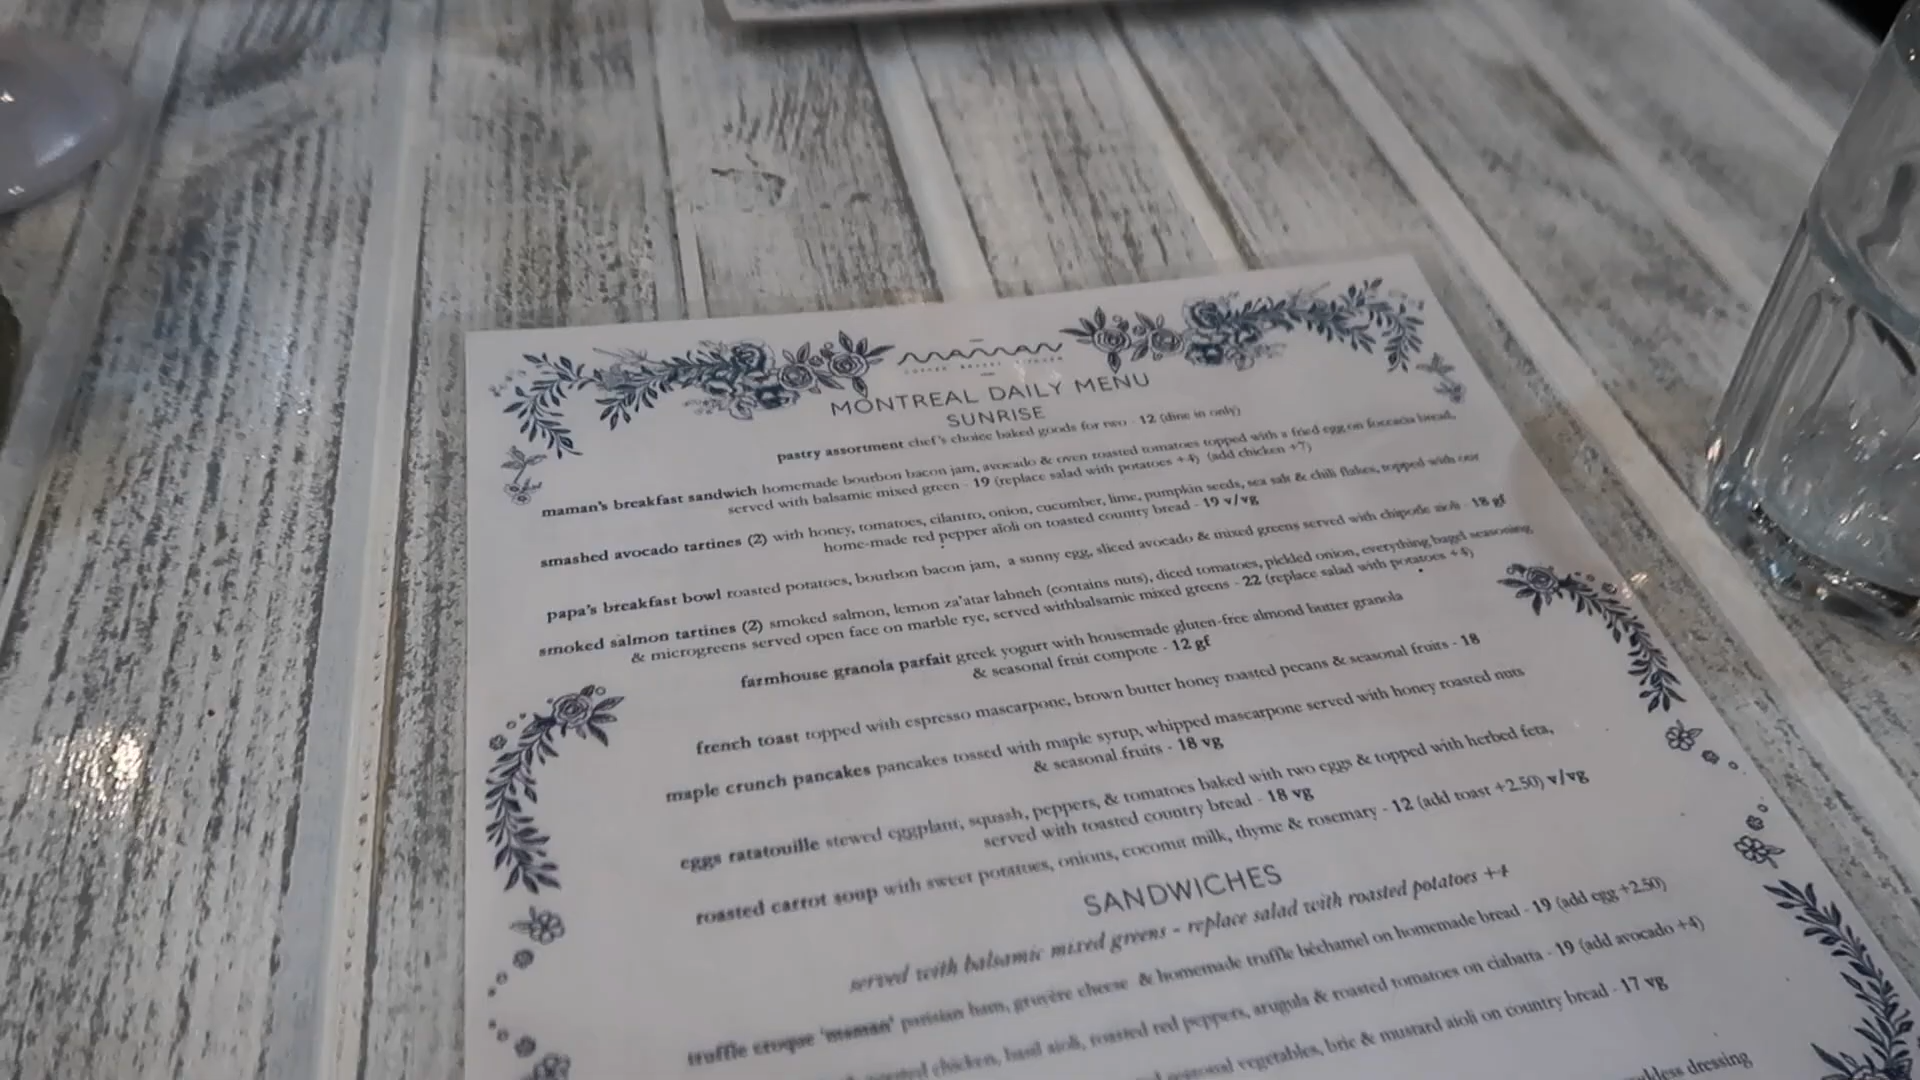 maman
MONTREAL DAILY MENU
SUNRISE
pastry assortment chef's choice baked goods for two - 12 (dine in only)
maman's breakfast sandwich homemade bourbon bacon jam, avocado & oven roasted tomatoes topped with a fried egg on foccacia bread,
served with balsamic mixed green - 19 (replace salad with potatoes +4) (add chicken +7)
smashed avocado tartines (2) with honey, tomatoes, cilantro, onion, cucumber, lime, pumpkin seeds, sea salt & chili flakes, topped with our
home-made red pepper aïoli on toasted country bread - 19 v/vg
papa's breakfast bowl roasted potatoes, bourbon bacon jam, a sunny egg, sliced avocado & mixed greens served with chipotle aïoli - 18 gf
smoked salmon tartines (2) smoked salmon, lemon za'atar labneh (contains nuts), diced tomatoes, pickled onion, everything bagel seasoning
& microgreens served open face on marble rye, served withbalsamic mixed greens - 22 (replace salad with potatoes +4)
farmhouse granola parfait greek yogurt with housemade gluten-free almond butter granola
& seasonal fruit compote - 12 gf
french toast topped with espresso mascarpone, brown butter honey roasted pecans & seasonal fruits - 18
maple crunch pancakes pancakes tossed with maple syrup, whipped mascarpone served with honey roasted nuts
& seasonal fruits - 18 vg
eggs ratatouille stewed eggplant, squash, peppers, & tomatoes baked with two eggs & topped with herbed feta,
served with toasted country bread - 18 vg
roasted carrot soup with sweet potatoes, onions, coconut milk, thyme & rosemary - 12 (add toast +2.50) v/vg
SANDWICHES
served with balsamic mixed greens - replace salad with roasted potatoes +4
truffle croque 'maman' parisian ham, gruyère cheese & homemade truffle béchamel on homemade bread - 19 (add egg +2.50)
chicken, basil aïoli, roasted red peppers, arugula & roasted tomatoes on ciabatta - 19 (add avocado +4)
seasonal vegetables, brie & mustard aïoli on country bread - 17 vg
dressing